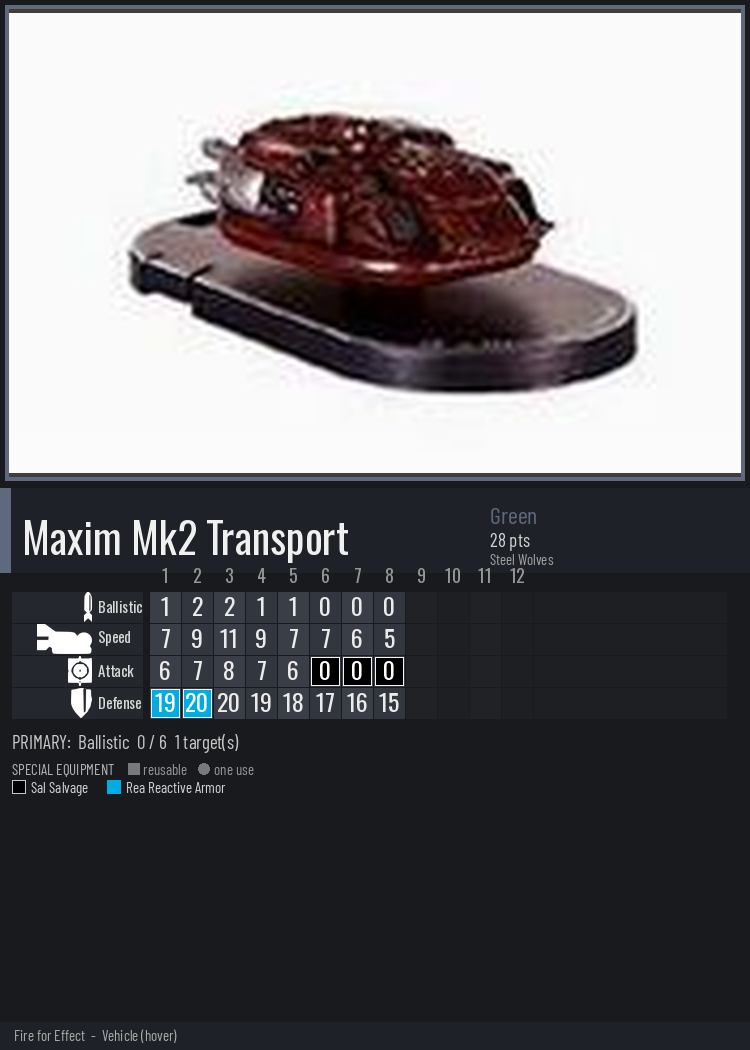 Maxim Mk2 Transport
Green
28 pts
Steel Wolves
1 2 3 4 5 6 7 8 9 10 11 12
Ballistic 1 2 2 1 1 0 0 0
Speed 7 9 11 9 7 7 6 5
Attack 6 7 8 7 6 0 0 0
Defense 19 20 20 19 18 17 16 15
PRIMARY: Ballistic 0 / 6 1 target(s)
SPECIAL EQUIPMENT reusable one use
Sal Salvage Rea Reactive Armor
Fire for Effect - Vehicle (hover)